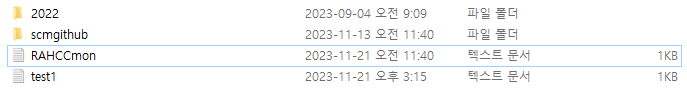 2022 2023-09-04 오전 9:09 파일 폴더
scmgithub 2023-11-13 오전 11:40 파일 폴더
RAHCCmon 2023-11-21 오전 11:40 텍스트 문서 1KB
test1 2023-11-21 오후 3:15 텍스트 문서 1KB